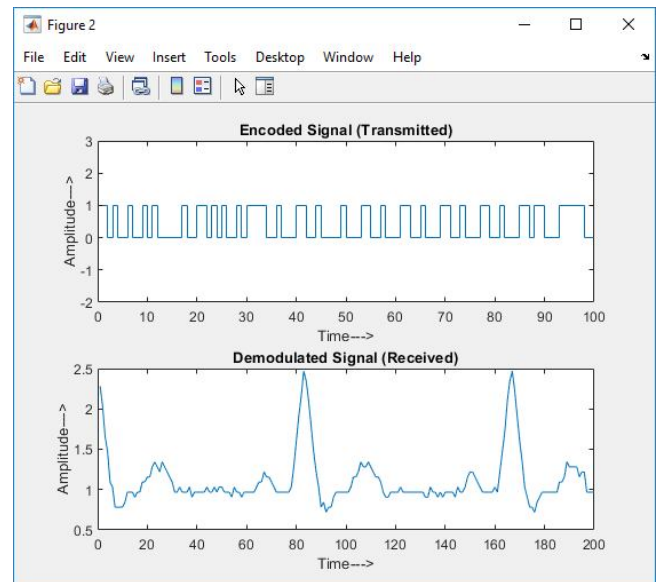 Figure 2
File Edit View Insert Tools Desktop Window Help
Encoded Signal (Transmitted)
3
2
1
0
-1
-2
Amplitude--->
0 10 20 30 40 50 60 70 80 90 100
Time--->
Demodulated Signal (Received)
2.5
2
1.5
1
0.5
Amplitude--->
0 20 40 60 80 100 120 140 160 180 200
Time--->